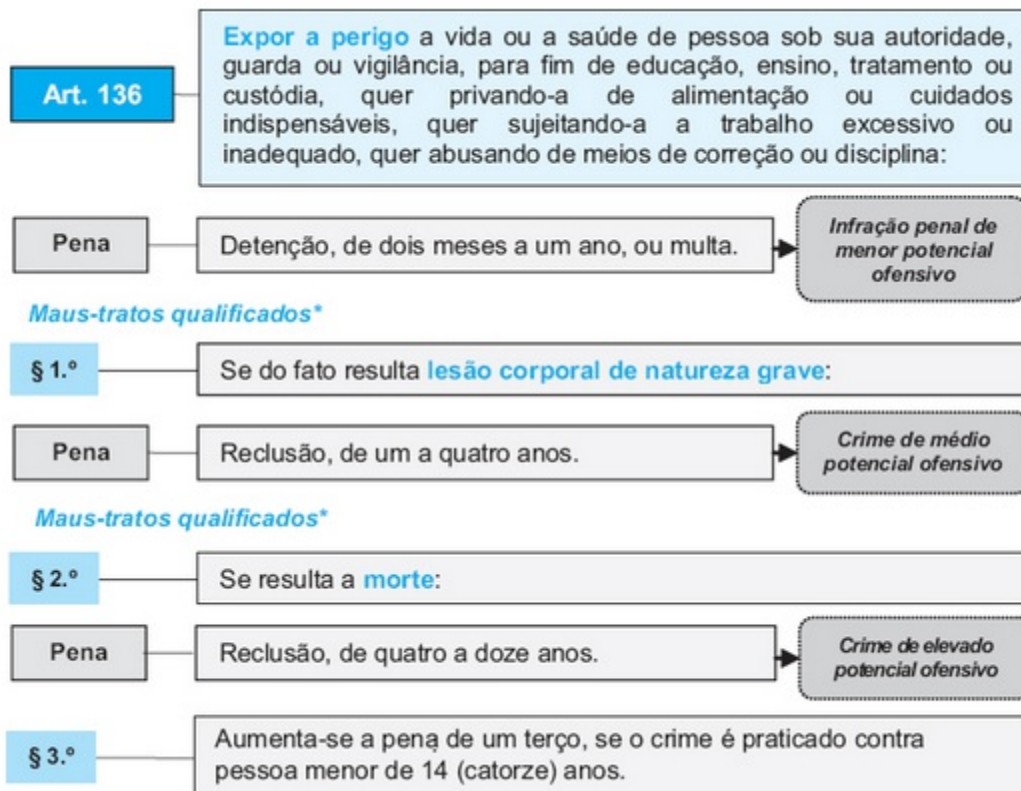 Art. 136
Expor a perigo a vida ou a saúde de pessoa sob sua autoridade,
guarda ou vigilância, para fim de educação, ensino, tratamento ou
custódia, quer privando-a de alimentação ou cuidados
indispensáveis, quer sujeitando-a a trabalho excessivo ou
inadequado, quer abusando de meios de correção ou disciplina:
Pena
Detenção, de dois meses a um ano, ou multa.
Infração penal de
menor potencial
ofensivo
Maus-tratos qualificados*
§ 1.º
Se do fato resulta lesão corporal de natureza grave:
Pena
Reclusão, de um a quatro anos.
Crime de médio
potencial ofensivo
Maus-tratos qualificados*
§ 2.º
Se resulta a morte:
Pena
Reclusão, de quatro a doze anos.
Crime de elevado
potencial ofensivo
§ 3.º
Aumenta-se a pena de um terço, se o crime é praticado contra
pessoa menor de 14 (catorze) anos.